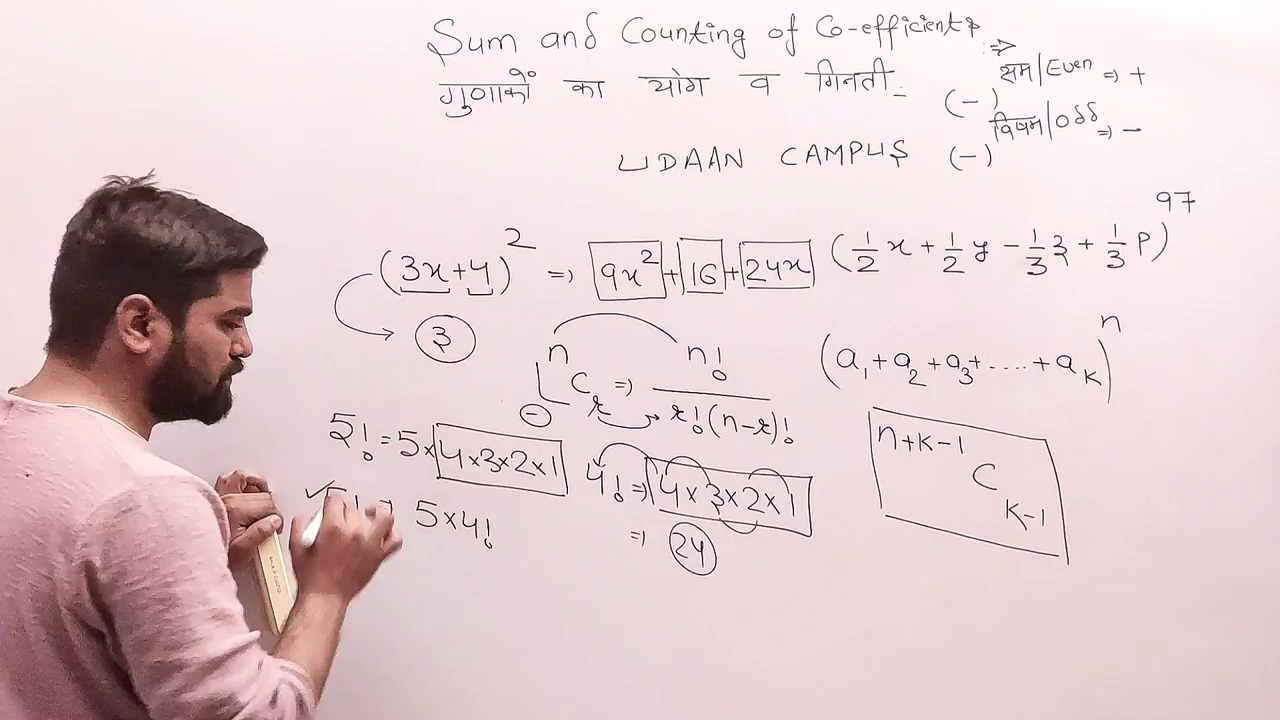 Sum and Counting of Co-efficients
गुणाकों का योग व गिनती
⇒
सम/Even ⇒ +
(-)
विषम/Odd ⇒ -
UDAAN CAMPUS (-)
(3x+4)² ⇒ 9x² + 16 + 24x (1/2 x + 1/2 y - 1/3 z + 1/3 p)⁹⁷
3
n C r ⇒ n! / r!(n-r)!
(a₁ + a₂ + a₃ + .... + aₖ)ⁿ
5! = 5×4×3×2×1
4! ⇒ 4×3×2×1
⇒ 24
5×4!
n+k-1 C k-1